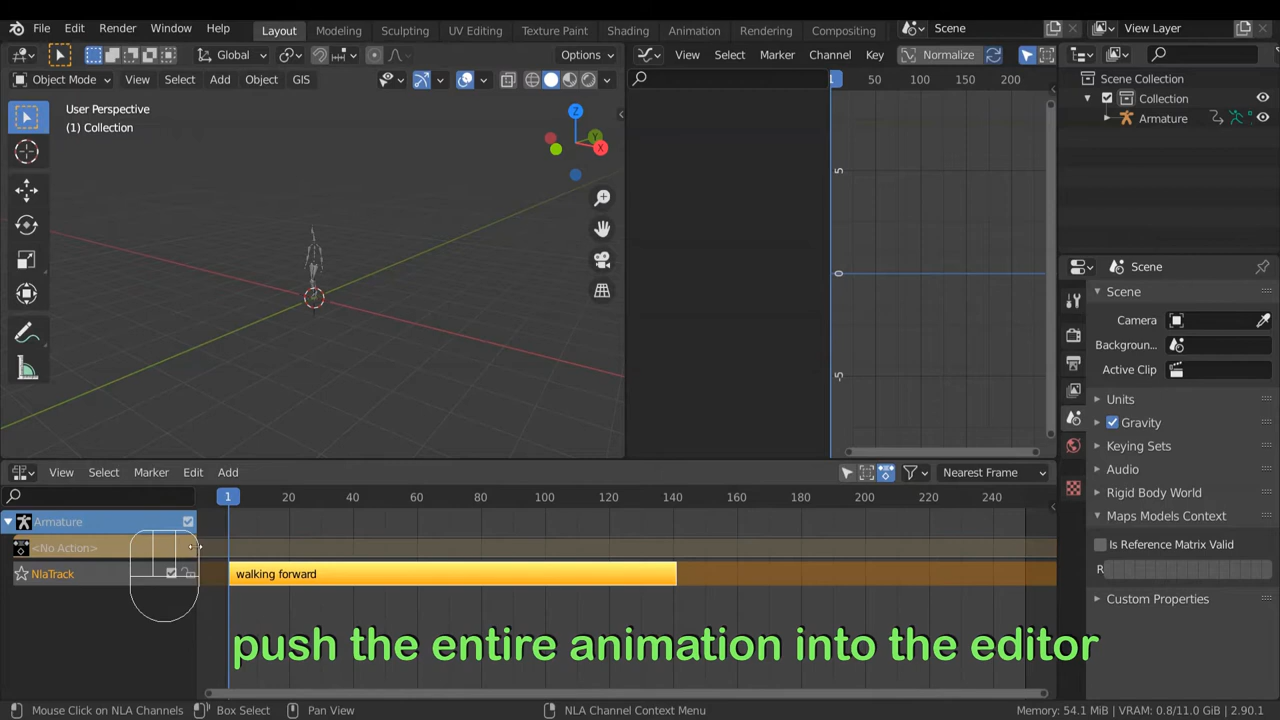 File Edit Render Window Help Layout Modeling Sculpting UV Editing Texture Paint Shading Animation Rendering Compositing Scene View Layer
Global Options View Select Marker Channel Key Normalize
Object Mode View Select Add Object GIS 1 50 100 150 200
User Perspective
(1) Collection
Z
Y
X
5
0
-5
Scene Collection
Collection
Armature
Scene
Scene
Camera
Backgroun...
Active Clip
Units
Gravity
Keying Sets
Audio
Rigid Body World
Maps Models Context
Is Reference Matrix Valid
R
Custom Properties
View Select Marker Edit Add Nearest Frame
1 20 40 60 80 100 120 140 160 180 200 220 240
Armature
<No Action>
NlaTrack walking forward
push the entire animation into the editor
Mouse Click on NLA Channels Box Select Pan View NLA Channel Context Menu Memory: 54.1 MiB | VRAM: 0.8/11.0 GiB | 2.90.1